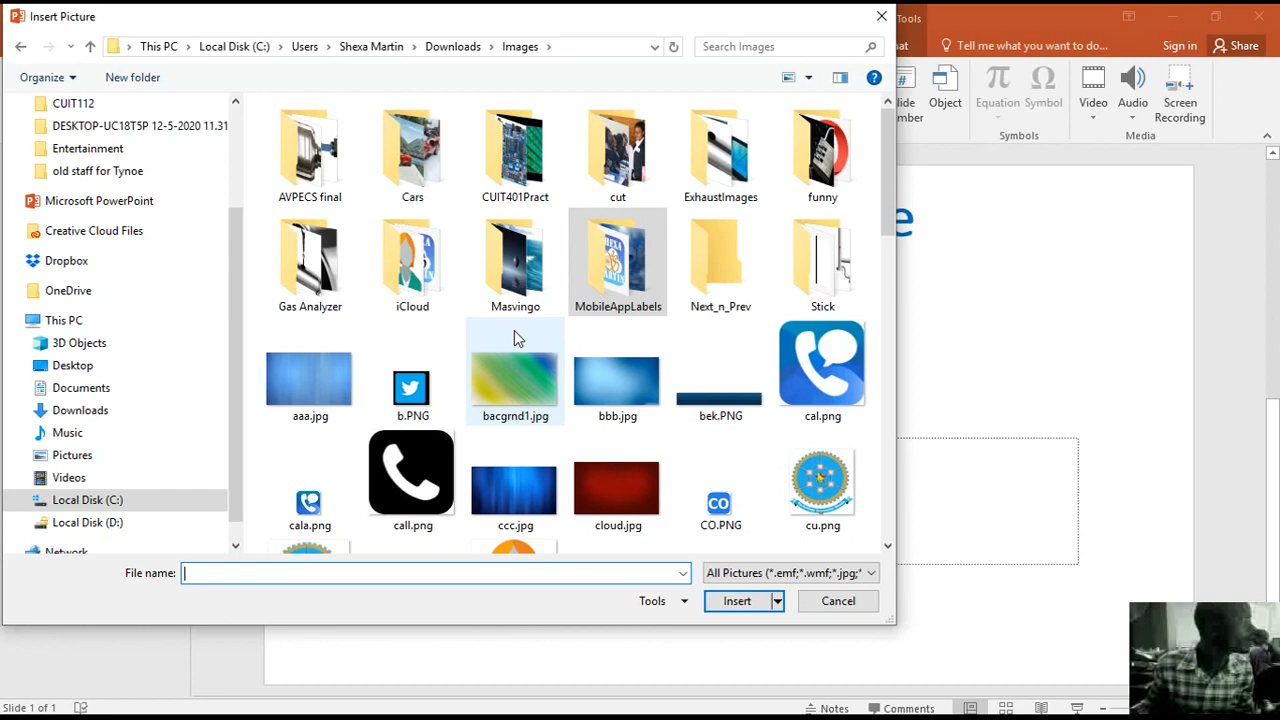 Insert Picture
Tools
This PC
Local Disk (C:)
Users
Shexa Martin
Downloads
Images
Search Images
at
Tell me what you want to do...
Sign in
Share
Organize
New folder
lide
mber
Object
Equation
Symbol
Video
Audio
Screen
Recording
Symbols
Media
CUIT112
DESKTOP-UC18T5P 12-5-2020 11.31
Entertainment
old staff for Tynoe
Microsoft PowerPoint
Creative Cloud Files
Dropbox
OneDrive
This PC
3D Objects
Desktop
Documents
Downloads
Music
Pictures
Videos
Local Disk (C:)
Local Disk (D:)
Network
AVPECS final
Cars
CUIT401Pract
cut
ExhaustImages
funny
Gas Analyzer
iCloud
Masvingo
MobileAppLabels
Next_n_Prev
Stick
aaa.jpg
b.PNG
bacgrnd1.jpg
bbb.jpg
bek.PNG
cal.png
CO
cala.png
call.png
ccc.jpg
cloud.jpg
CO.PNG
cu.png
e
File name:
All Pictures (*.emf;*.wmf;*.jpg;*
Tools
Insert
Cancel
Slide 1 of 1
Notes
Comments